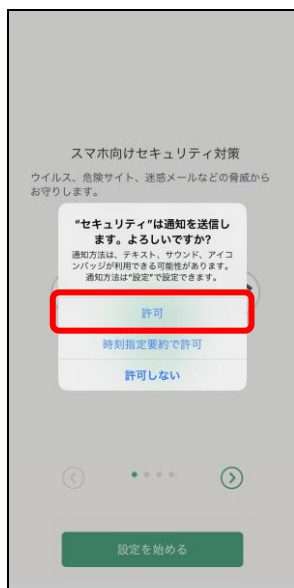 スマホ向けセキュリティ対策
ウイルス、危険サイト、迷惑メールなどの脅威から
お守りします。
“セキュリティ”は通知を送信し
ます。よろしいですか?
通知方法は、テキスト、サウンド、アイコ
ンバッジが利用できる可能性があります。
通知方法は“設定”で設定できます。
許可
時刻指定要約で許可
許可しない
設定を始める